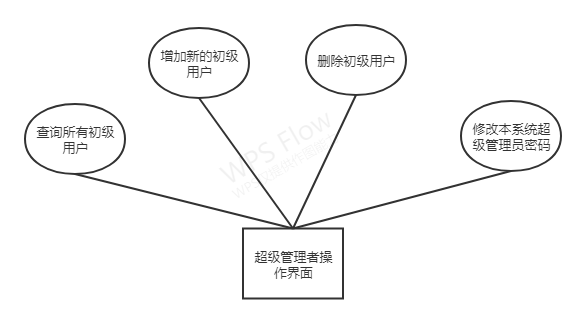 增加新的初级
用户
删除初级用户
查询所有初级
用户
修改本系统超
级管理员密码
WPS Flow
超级管理者操
作界面